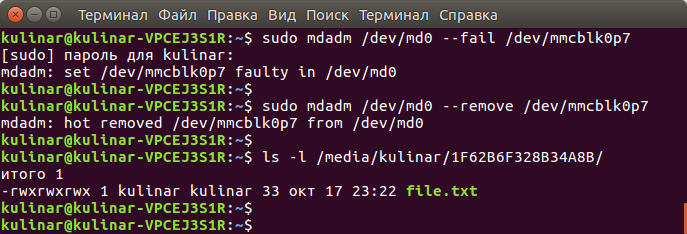 Терминал Файл Правка Вид Поиск Терминал Справка
kulinar@kulinar-VPCEJ3S1R:~$ sudo mdadm /dev/md0 --fail /dev/mmcblk0p7
[sudo] пароль для kulinar:
mdadm: set /dev/mmcblk0p7 faulty in /dev/md0
kulinar@kulinar-VPCEJ3S1R:~$
kulinar@kulinar-VPCEJ3S1R:~$ sudo mdadm /dev/md0 --remove /dev/mmcblk0p7
mdadm: hot removed /dev/mmcblk0p7 from /dev/md0
kulinar@kulinar-VPCEJ3S1R:~$
kulinar@kulinar-VPCEJ3S1R:~$ ls -l /media/kulinar/1F62B6F328B34A8B/
итого 1
-rwxrwxrwx 1 kulinar kulinar 33 окт 17 23:22 file.txt
kulinar@kulinar-VPCEJ3S1R:~$
kulinar@kulinar-VPCEJ3S1R:~$